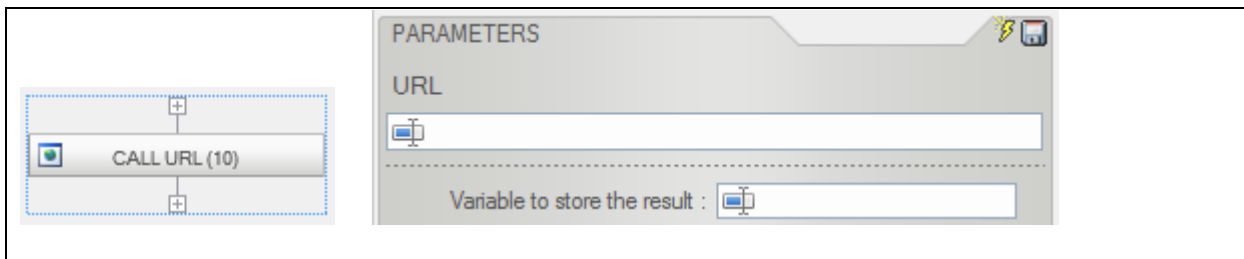 CALL URL (10)
PARAMETERS
URL
Variable to store the result :